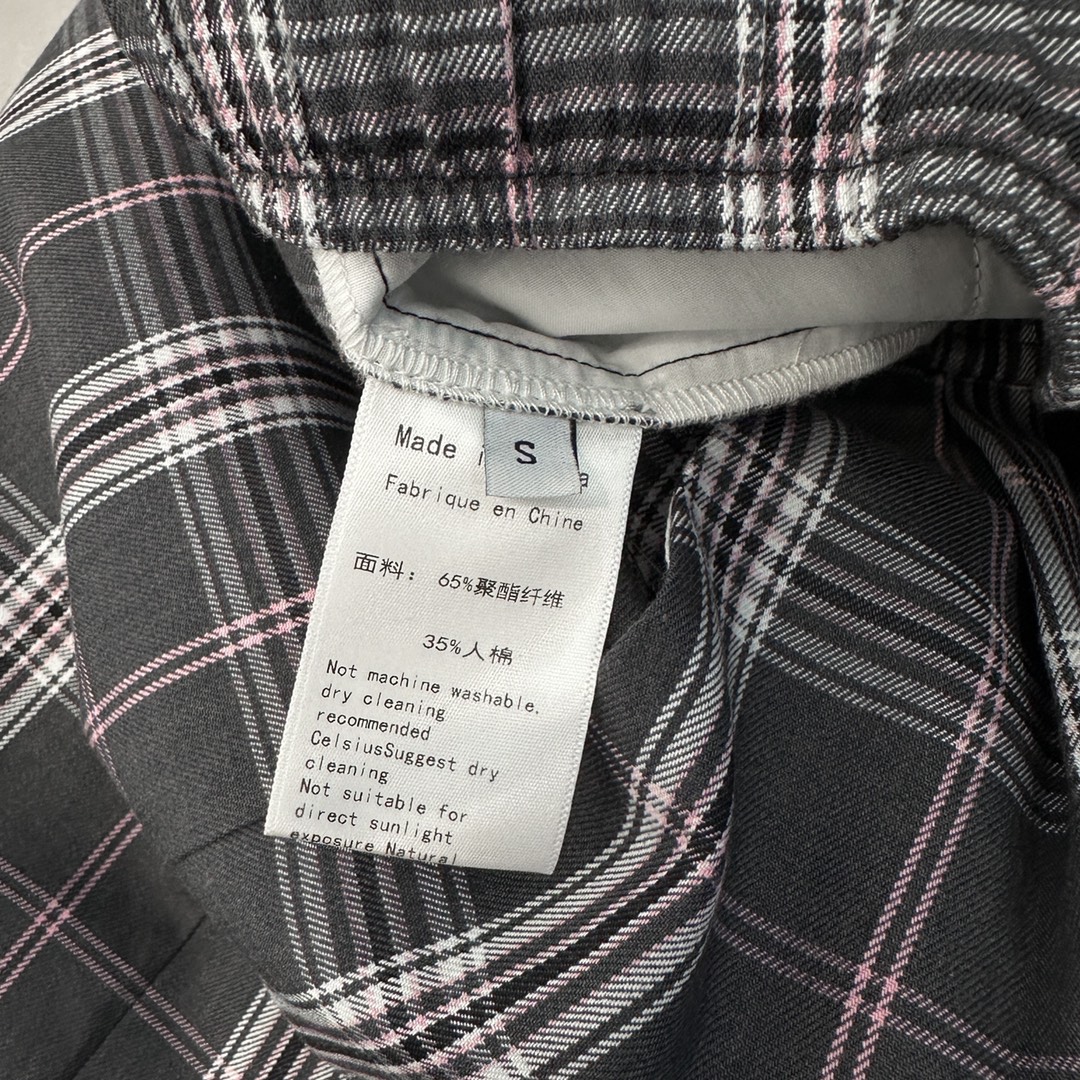 Made
S
Fabrique en Chine
面料: 65%聚酯纤维
35%人棉
Not machine washable.
dry cleaning
recommended
CelsiusSuggest dry
cleaning
Not suitable for
direct sunlight
exposure Natural